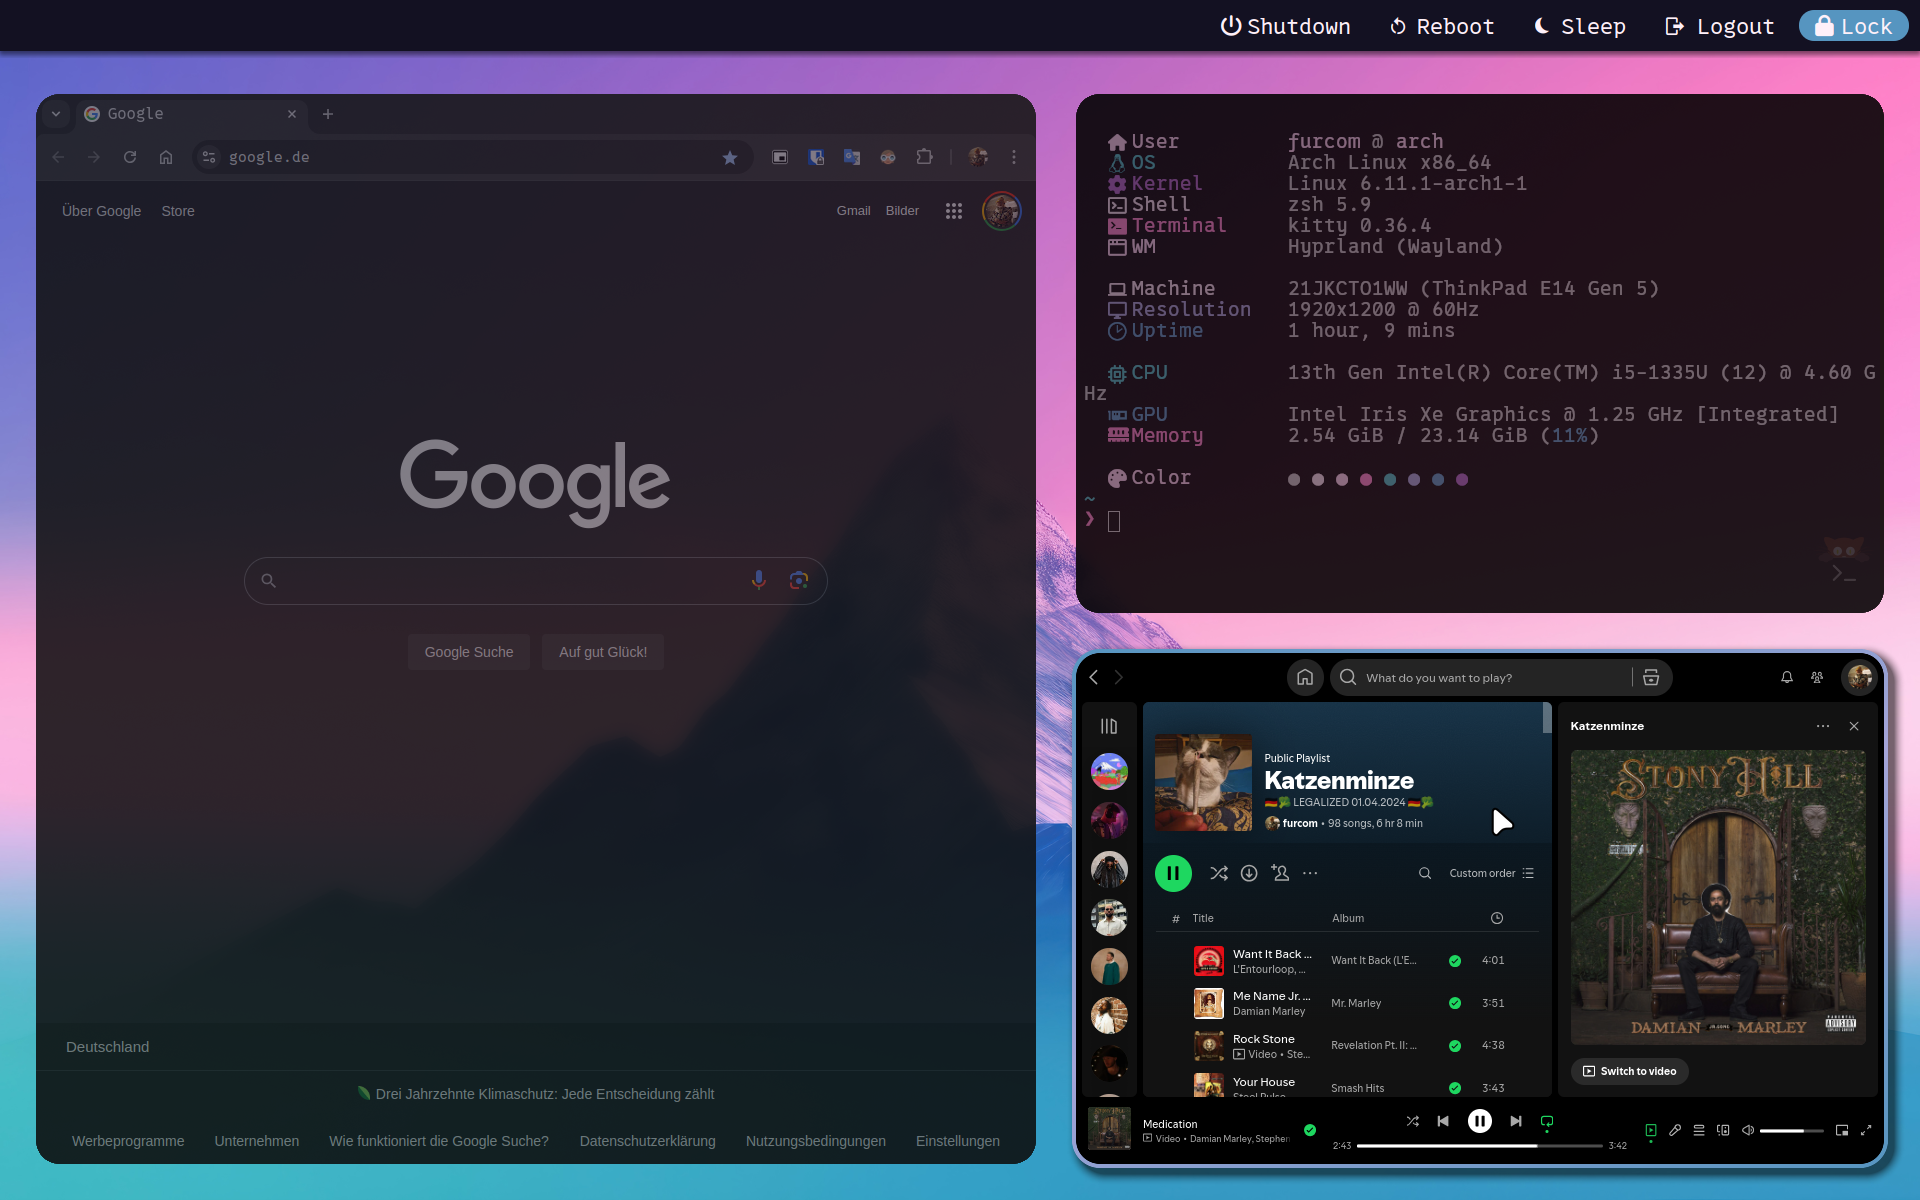 Shutdown
Reboot
Sleep
Logout
Lock
Google
google.de
Über Google
Store
Gmail
Bilder
Google
Google Suche
Auf gut Glück!
Deutschland
Drei Jahrzehnte Klimaschutz: Jede Entscheidung zählt
Werbeprogramme
Unternehmen
Wie funktioniert die Google Suche?
Datenschutzerklärung
Nutzungsbedingungen
Einstellungen
User furcom @ arch
OS Arch Linux x86_64
Kernel Linux 6.11.1-arch1-1
Shell zsh 5.9
Terminal kitty 0.36.4
WM Hyprland (Wayland)
Machine 21JKCTO1WW (ThinkPad E14 Gen 5)
Resolution 1920x1200 @ 60Hz
Uptime 1 hour, 9 mins
CPU 13th Gen Intel(R) Core(TM) i5-1335U (12) @ 4.60 G
Hz
GPU Intel Iris Xe Graphics @ 1.25 GHz [Integrated]
Memory 2.54 GiB / 23.14 GiB (11%)
Color
~
❯
What do you want to play?
Public Playlist
Katzenminze
LEGALIZED 01.04.2024
furcom • 98 songs, 6 hr 8 min
Custom order
# Title Album
Want It Back ...
L'Entourloop, ...
Want It Back (L'E...
4:01
Me Name Jr. ...
Damian Marley
Mr. Marley
3:51
Rock Stone
Video • Ste...
Revelation Pt. II: ...
4:38
Your House
Steel Pulse
Smash Hits
3:43
Katzenminze
STONY HILL
DAMIAN MARLEY
PARENTAL
ADVISORY
EXPLICIT CONTENT
Switch to video
Medication
Video • Damian Marley, Stephen
2:43
3:42